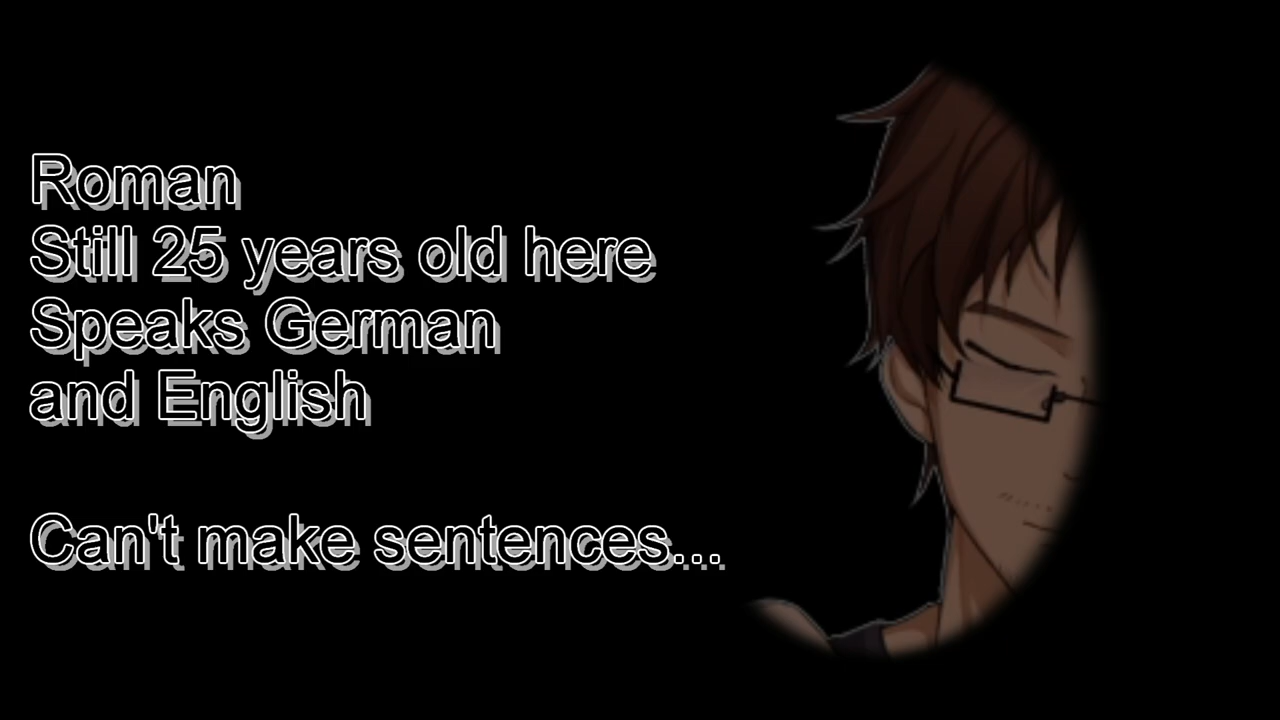 Roman
Still 25 years old here
Speaks German
and English
Can't make sentences...